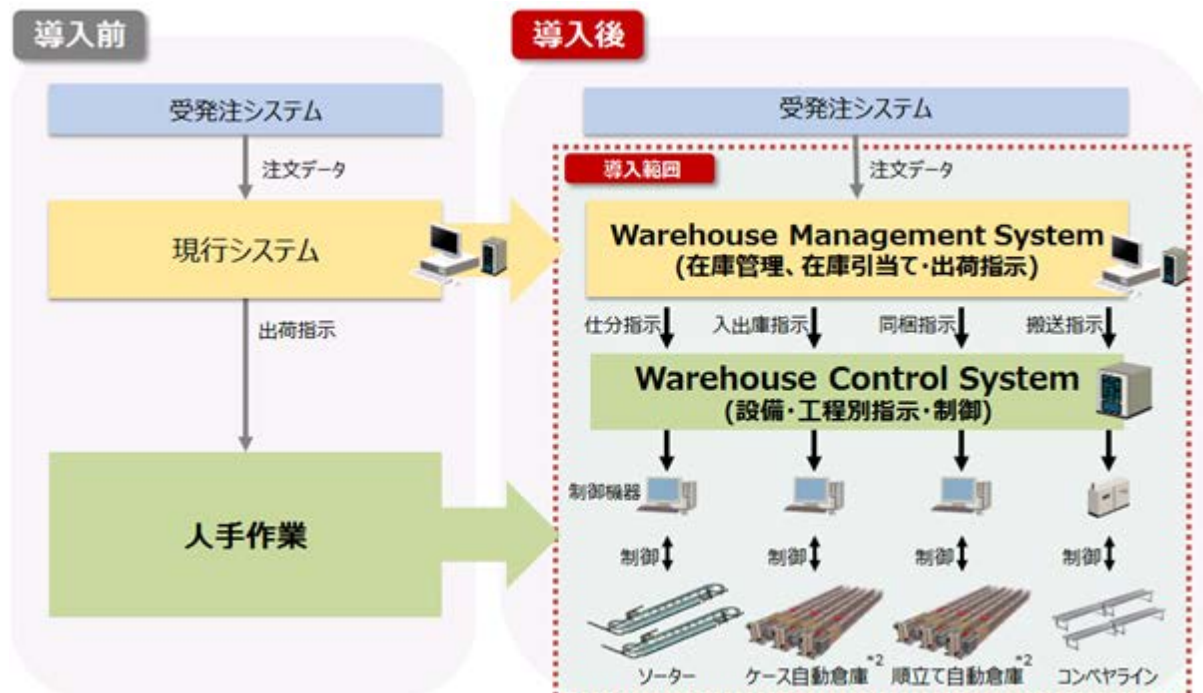 導入前
受発注システム
注文データ
現行システム
出荷指示
人手作業
導入後
受発注システム
導入範囲
注文データ
Warehouse Management System
(在庫管理、在庫引当て・出荷指示)
仕分指示
入出庫指示
同梱指示
搬送指示
Warehouse Control System
(設備・工程別指示・制御)
制御機器
制御
制御
制御
制御
ソーター
ケース自動倉庫*2
順立て自動倉庫*2
コンベヤライン